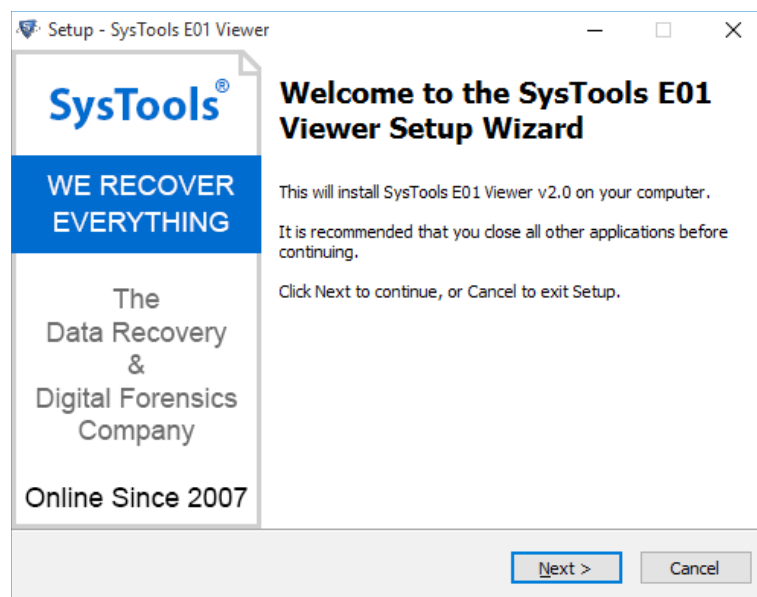 Setup - SysTools E01 Viewer
SysTools®
WE RECOVER
EVERYTHING
The
Data Recovery
&
Digital Forensics
Company
Online Since 2007
Welcome to the SysTools E01
Viewer Setup Wizard
This will install SysTools E01 Viewer v2.0 on your computer.
It is recommended that you close all other applications before
continuing.
Click Next to continue, or Cancel to exit Setup.
Next >
Cancel